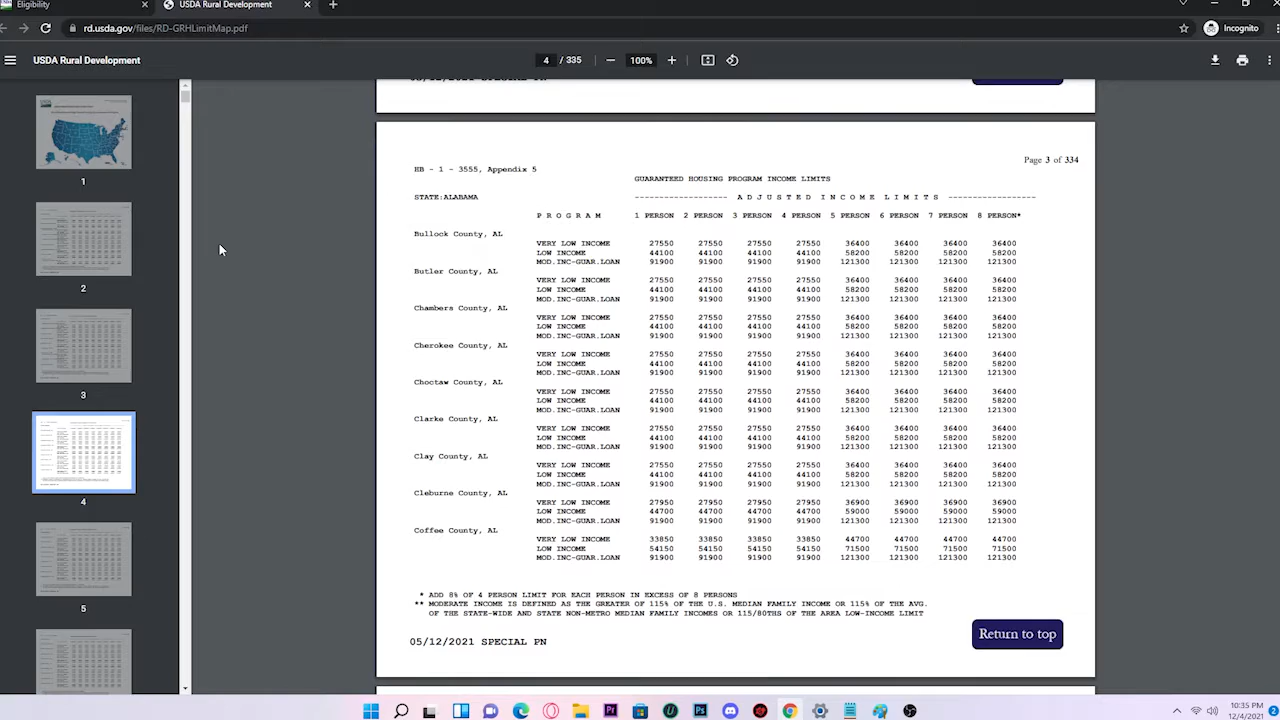 Eligibility × USDA Rural Development × +
rd.usda.gov/files/RD-GRHLimitMap.pdf Incognito
USDA Rural Development 4 / 335 100%
1
2
3
4
5
Page 3 of 334
HB - 1 - 3555, Appendix 5
GUARANTEED HOUSING PROGRAM INCOME LIMITS
STATE:ALABAMA ------------------- A D J U S T E D I N C O M E L I M I T S ------------------
P R O G R A M 1 PERSON 2 PERSON 3 PERSON 4 PERSON 5 PERSON 6 PERSON 7 PERSON 8 PERSON*
Bullock County, AL
VERY LOW INCOME 27550 27550 27550 27550 36400 36400 36400 36400
LOW INCOME 44100 44100 44100 44100 58200 58200 58200 58200
MOD.INC-GUAR.LOAN 91900 91900 91900 91900 121300 121300 121300 121300
Butler County, AL
VERY LOW INCOME 27550 27550 27550 27550 36400 36400 36400 36400
LOW INCOME 44100 44100 44100 44100 58200 58200 58200 58200
MOD.INC-GUAR.LOAN 91900 91900 91900 91900 121300 121300 121300 121300
Chambers County, AL
VERY LOW INCOME 27550 27550 27550 27550 36400 36400 36400 36400
LOW INCOME 44100 44100 44100 44100 58200 58200 58200 58200
MOD.INC-GUAR.LOAN 91900 91900 91900 91900 121300 121300 121300 121300
Cherokee County, AL
VERY LOW INCOME 27550 27550 27550 27550 36400 36400 36400 36400
LOW INCOME 44100 44100 44100 44100 58200 58200 58200 58200
MOD.INC-GUAR.LOAN 91900 91900 91900 91900 121300 121300 121300 121300
Choctaw County, AL
VERY LOW INCOME 27550 27550 27550 27550 36400 36400 36400 36400
LOW INCOME 44100 44100 44100 44100 58200 58200 58200 58200
MOD.INC-GUAR.LOAN 91900 91900 91900 91900 121300 121300 121300 121300
Clarke County, AL
VERY LOW INCOME 27550 27550 27550 27550 36400 36400 36400 36400
LOW INCOME 44100 44100 44100 44100 58200 58200 58200 58200
MOD.INC-GUAR.LOAN 91900 91900 91900 91900 121300 121300 121300 121300
Clay County, AL
VERY LOW INCOME 27550 27550 27550 27550 36400 36400 36400 36400
LOW INCOME 44100 44100 44100 44100 58200 58200 58200 58200
MOD.INC-GUAR.LOAN 91900 91900 91900 91900 121300 121300 121300 121300
Cleburne County, AL
VERY LOW INCOME 27950 27950 27950 27950 36900 36900 36900 36900
LOW INCOME 44700 44700 44700 44700 59000 59000 59000 59000
MOD.INC-GUAR.LOAN 91900 91900 91900 91900 121300 121300 121300 121300
Coffee County, AL
VERY LOW INCOME 33850 33850 33850 33850 44700 44700 44700 44700
LOW INCOME 54150 54150 54150 54150 71500 71500 71500 71500
MOD.INC-GUAR.LOAN 91900 91900 91900 91900 121300 121300 121300 121300
* ADD 8% OF 4 PERSON LIMIT FOR EACH PERSON IN EXCESS OF 8 PERSONS
** MODERATE INCOME IS DEFINED AS THE GREATER OF 115% OF THE U.S. MEDIAN FAMILY INCOME OR 115% OF THE AVG.
OF THE STATE-WIDE AND STATE NON-METRO MEDIAN FAMILY INCOMES OR 115/80THS OF THE AREA LOW-INCOME LIMIT
05/12/2021 SPECIAL PN
Return to top
10:35 PM